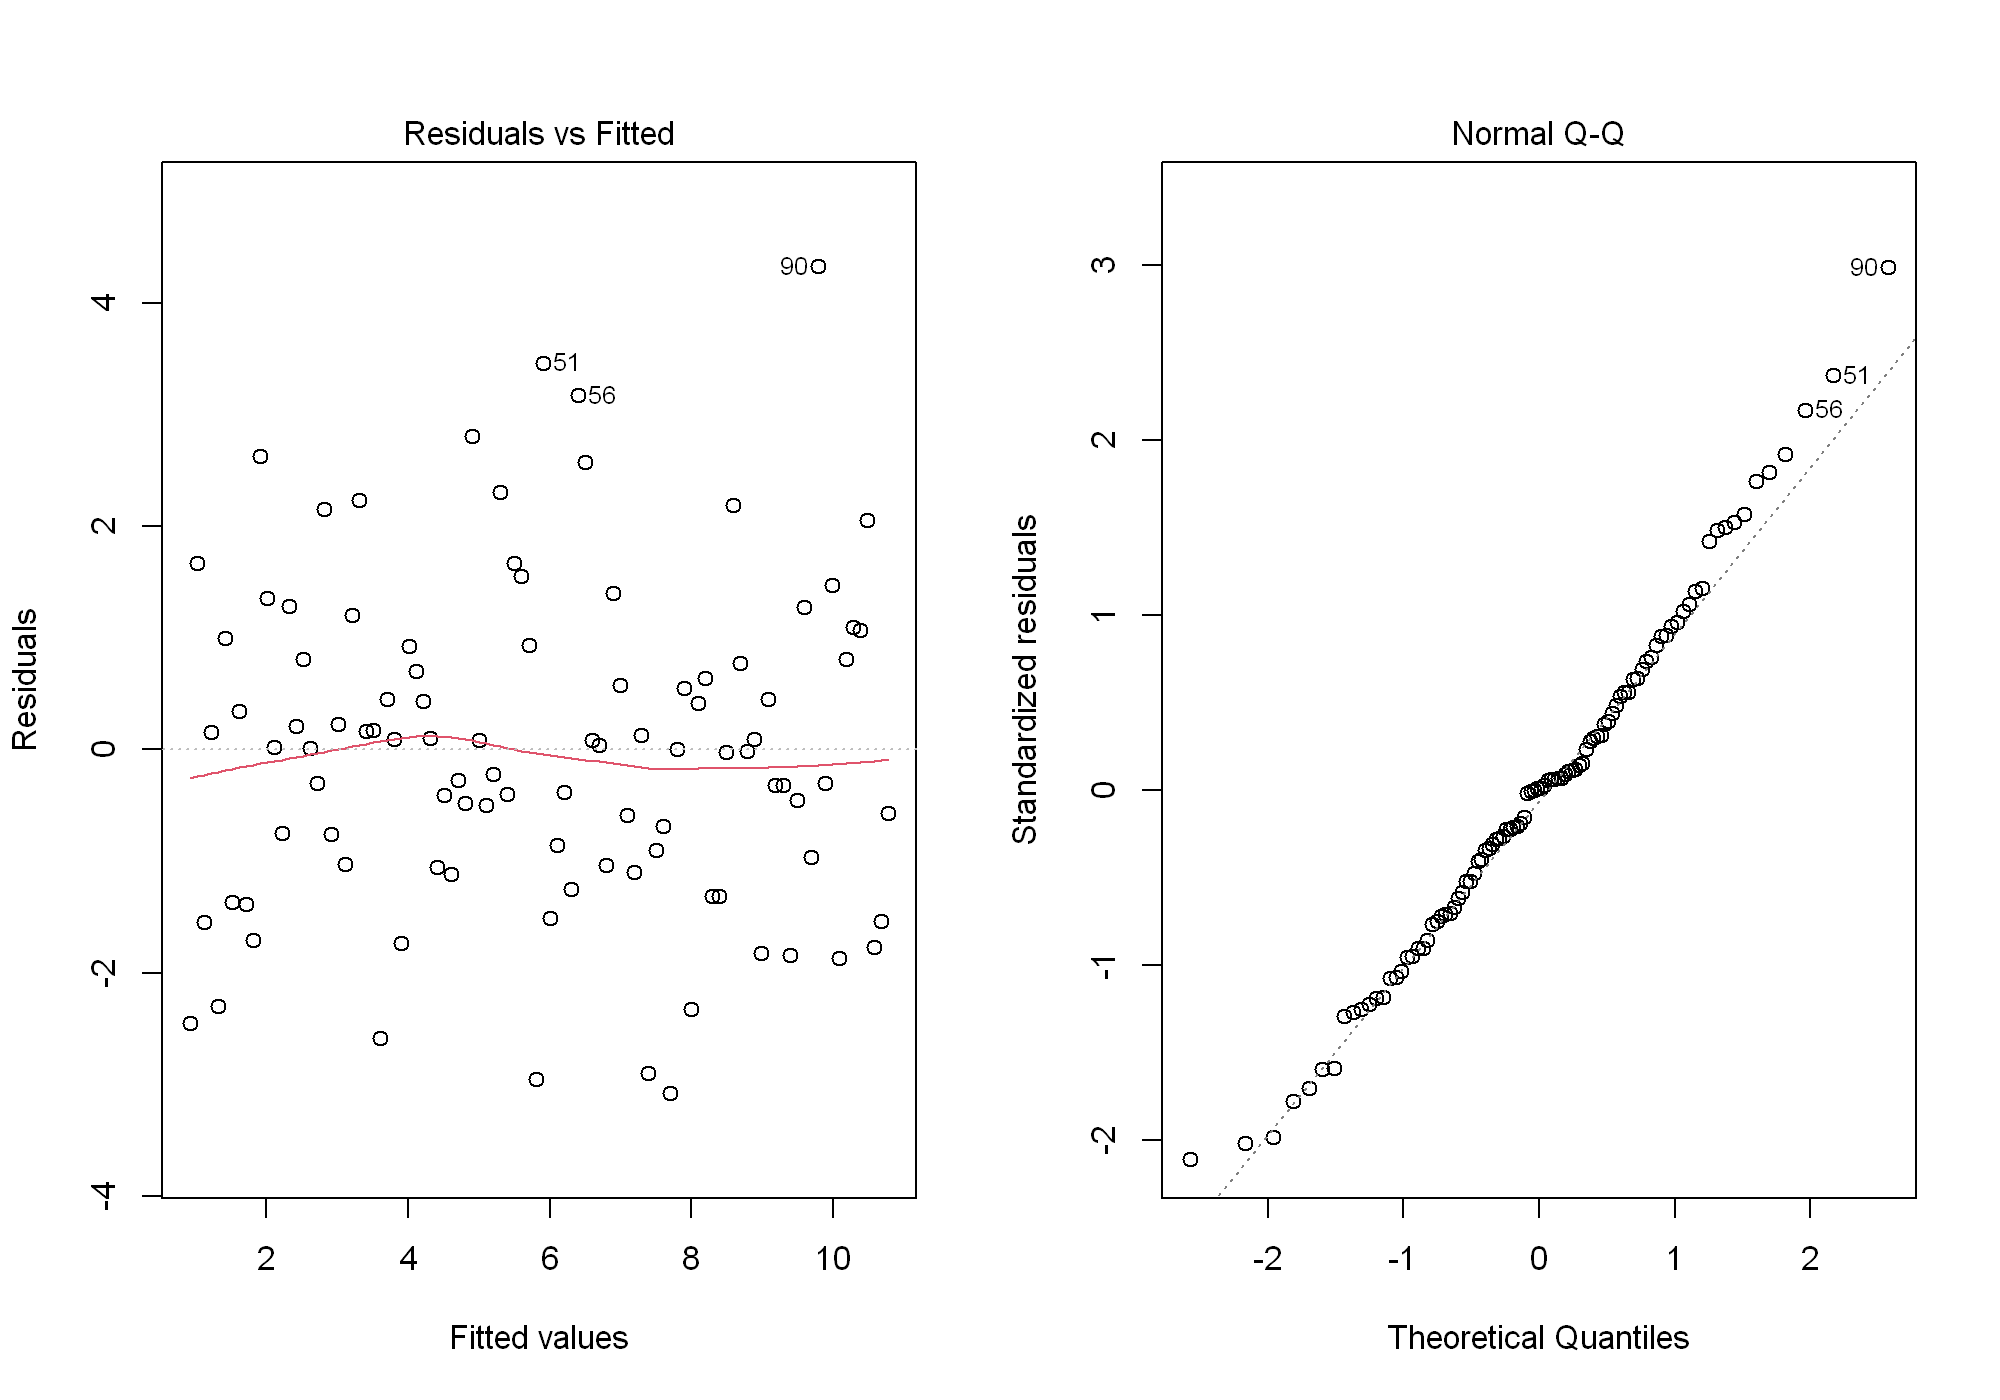 Residuals vs Fitted
Residuals
4
2
0
-2
-4
90
51
56
2 4 6 8 10
Fitted values
Normal Q-Q
Standardized residuals
3
2
1
0
-1
-2
90
51
56
-2 -1 0 1 2
Theoretical Quantiles